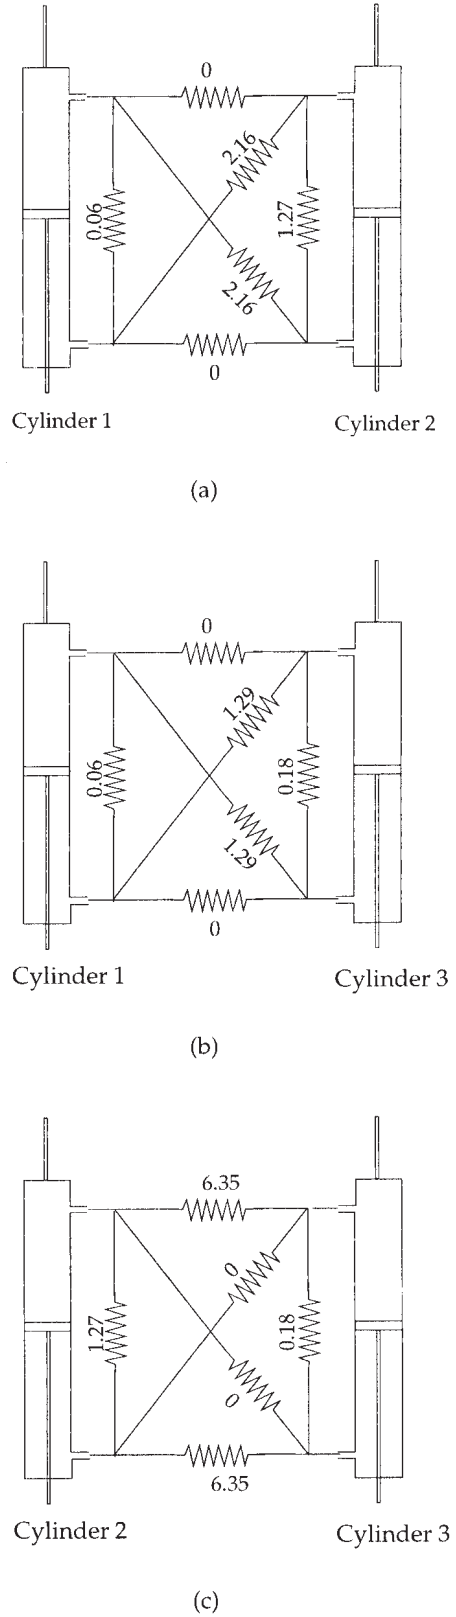 0
2.16
0.06
1.27
2.16
0
Cylinder 1
Cylinder 2
(a)
0
1.29
0.06
0.18
1.29
0
Cylinder 1
Cylinder 3
(b)
6.35
0
1.27
0.18
0
6.35
Cylinder 2
Cylinder 3
(c)